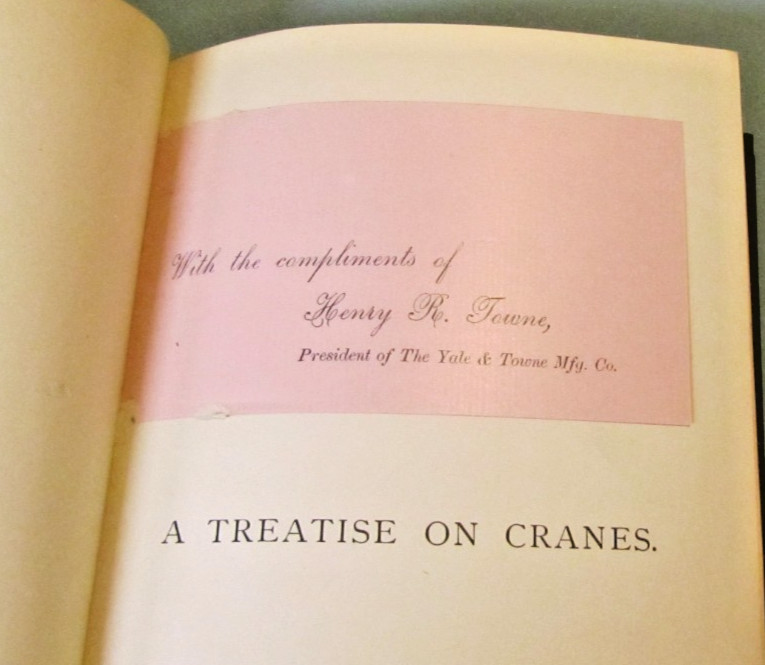 With the compliments of
Henry R. Towne,
President of The Yale & Towne Mfg. Co.
A TREATISE ON CRANES.